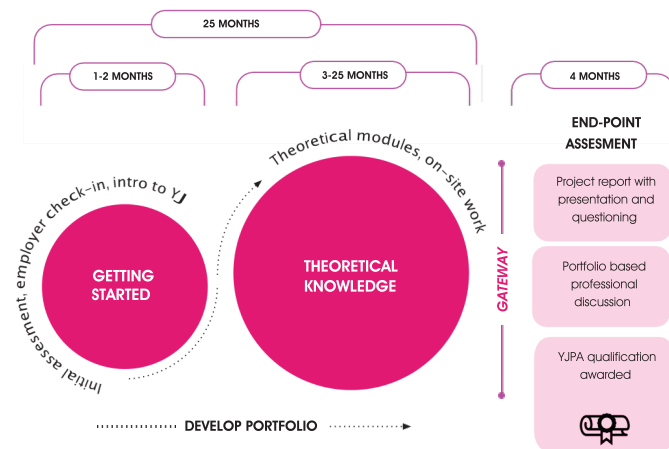 25 MONTHS
1-2 MONTHS
3-25 MONTHS
4 MONTHS
Initial assesment, employer check-in, intro to YJ
GETTING
STARTED
Theoretical modules, on-site work
THEORETICAL
KNOWLEDGE
GATEWAY
END-POINT
ASSESMENT
Project report with
presentation and
questioning
Portfolio based
professional
discussion
YJPA qualification
awarded
DEVELOP PORTFOLIO